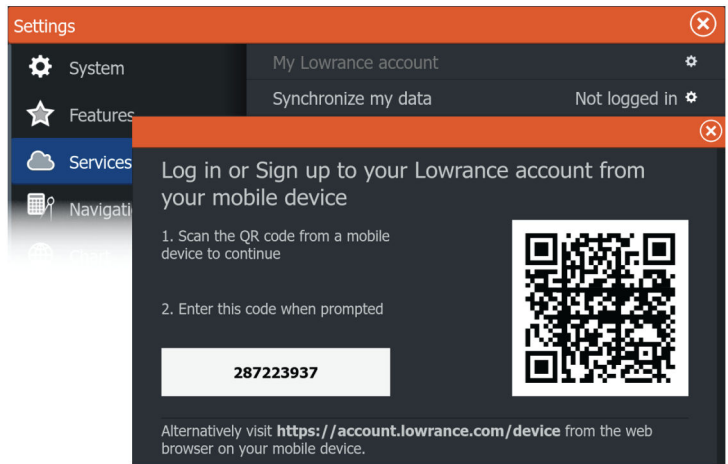 Settings
System
My Lowrance account
Synchronize my data Not logged in
Features
Services
Log in or Sign up to your Lowrance account from
your mobile device
1. Scan the QR code from a mobile
device to continue
2. Enter this code when prompted
287223937
Alternatively visit https://account.lowrance.com/device from the web
browser on your mobile device.